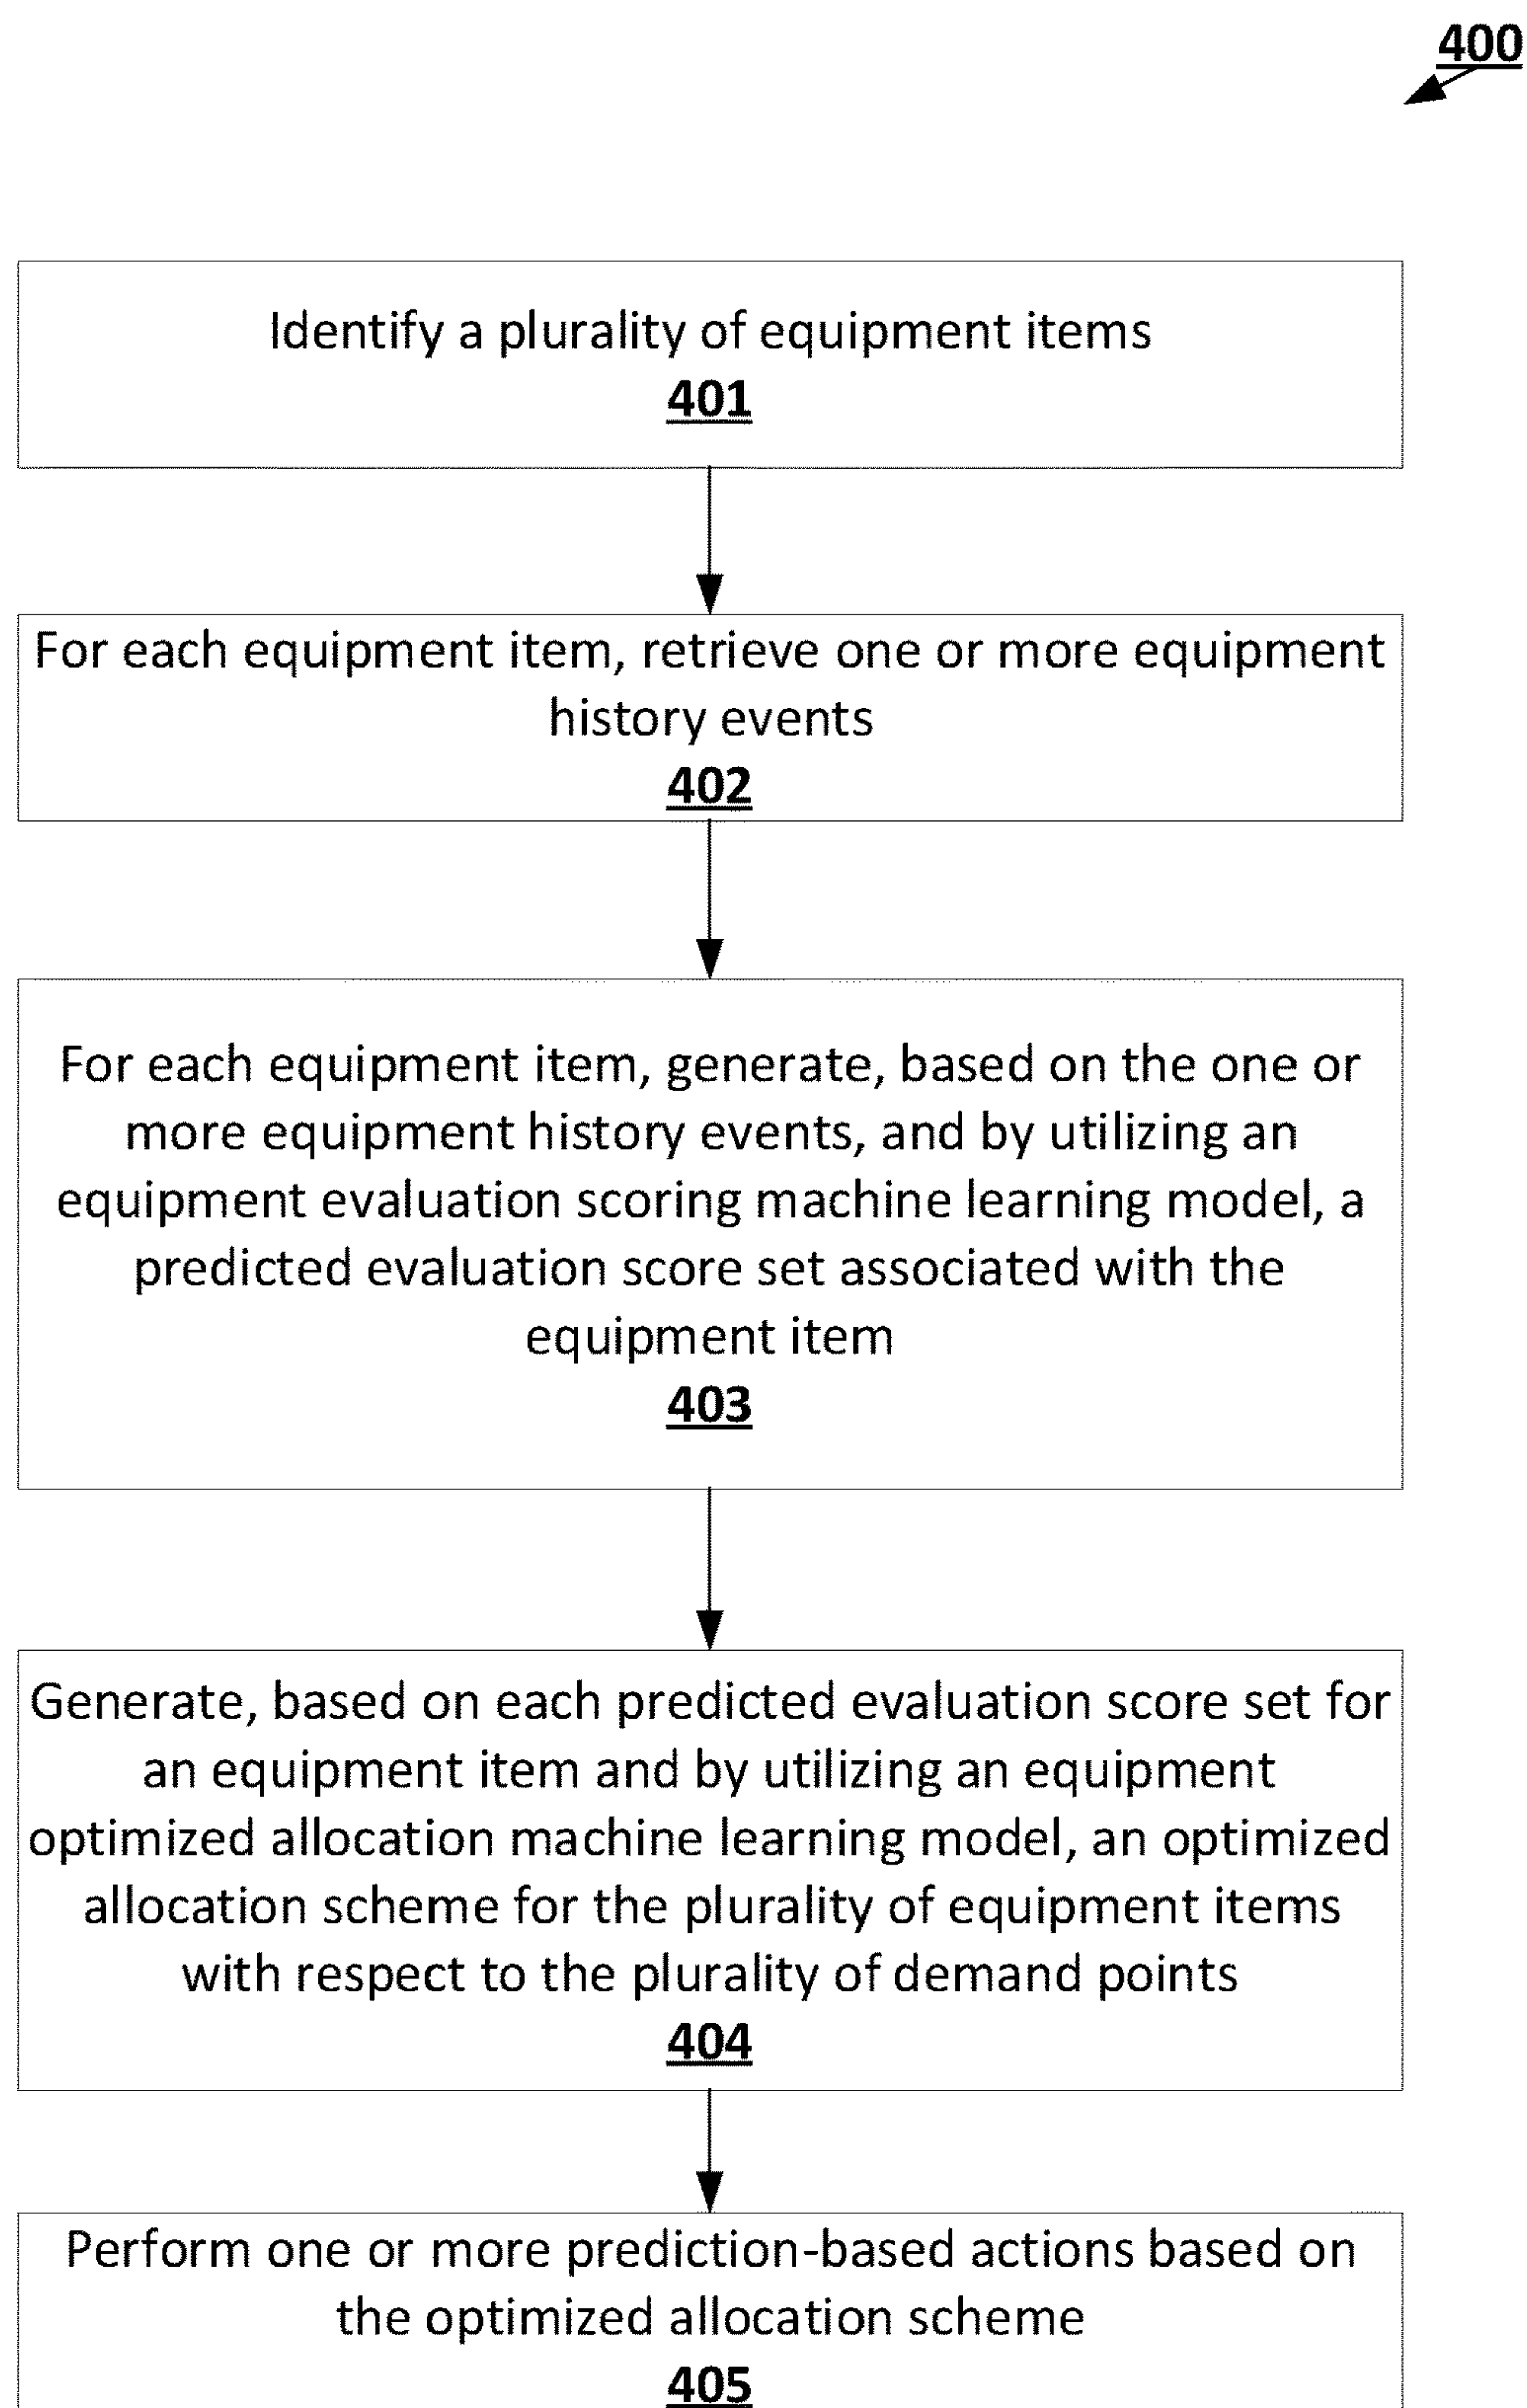 400
Identify a plurality of equipment items
401
For each equipment item, retrieve one or more equipment
history events
402
For each equipment item, generate, based on the one or
more equipment history events, and by utilizing an
equipment evaluation scoring machine learning model, a
predicted evaluation score set associated with the
equipment item
403
Generate, based on each predicted evaluation score set for
an equipment item and by utilizing an equipment
optimized allocation machine learning model, an optimized
allocation scheme for the plurality of equipment items
with respect to the plurality of demand points
404
Perform one or more prediction-based actions based on
the optimized allocation scheme
405